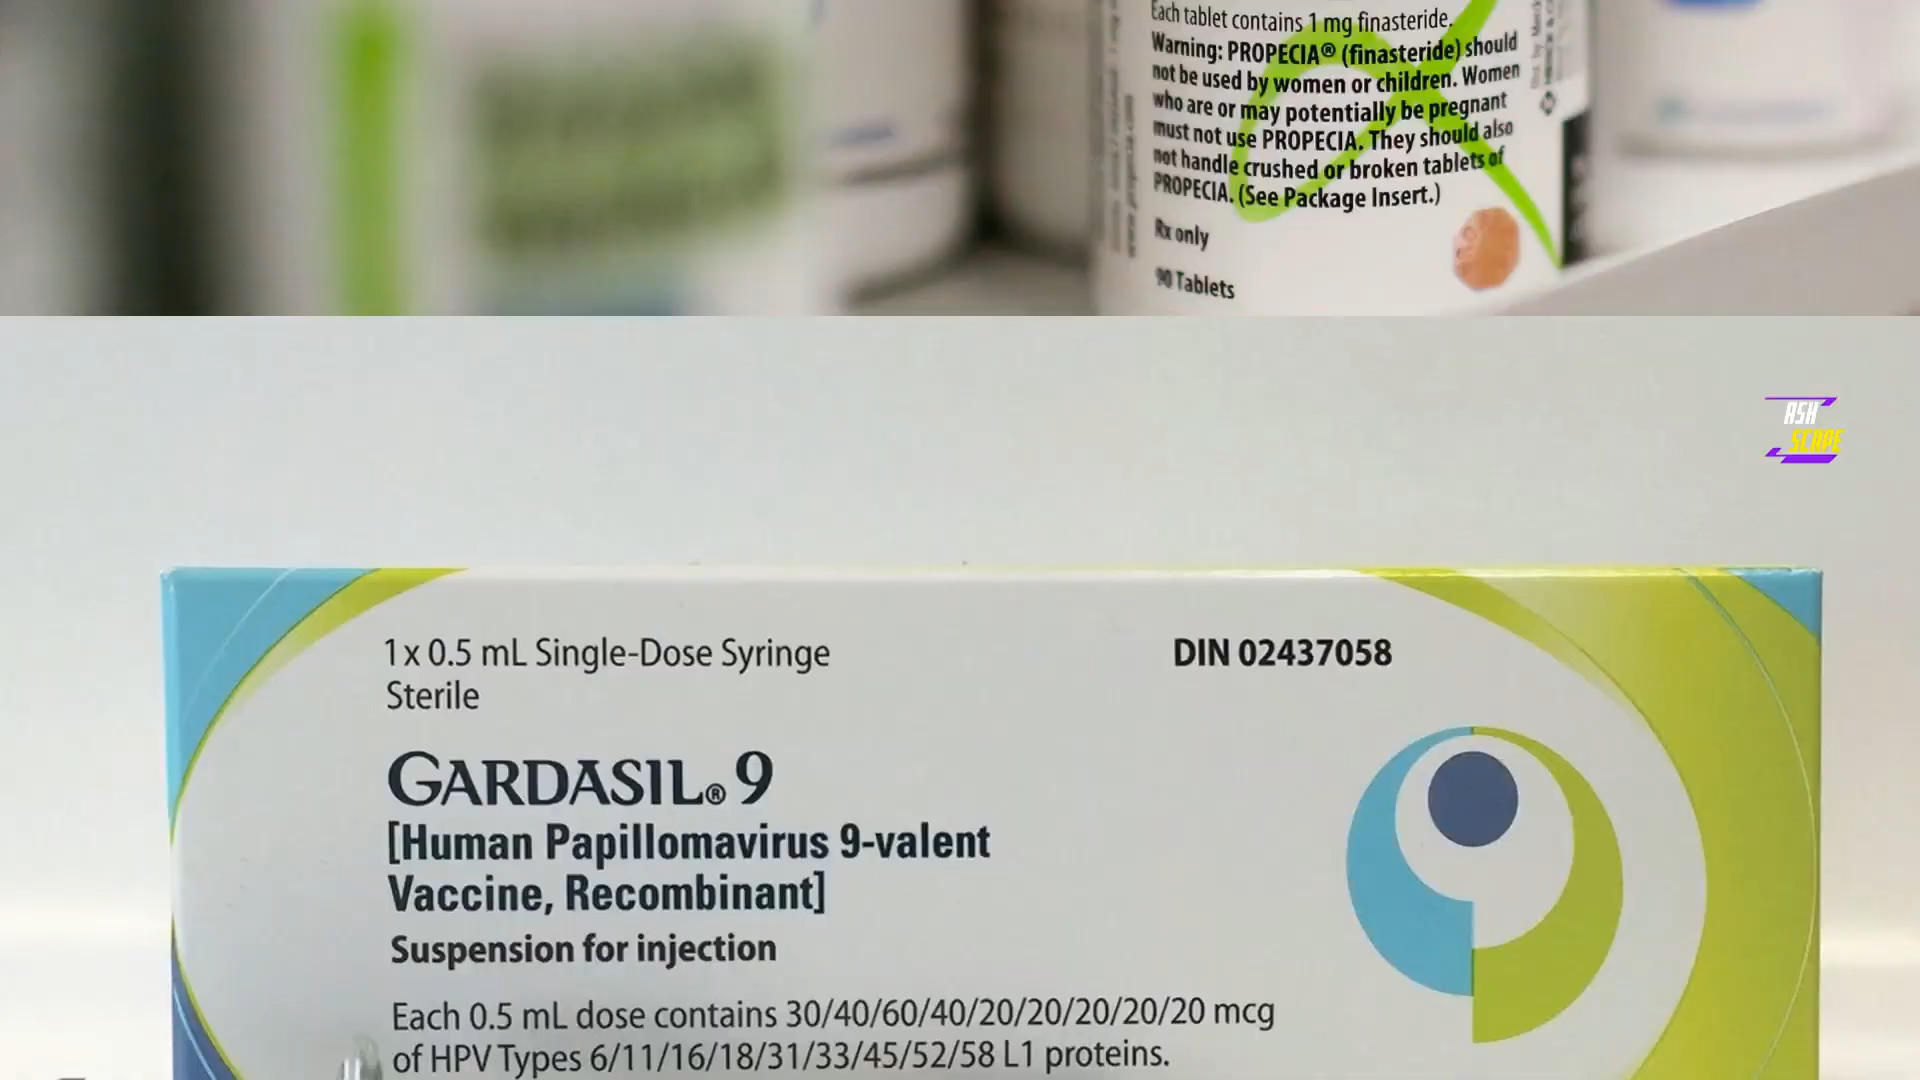 Each tablet contains 1 mg finasteride.
Warning: PROPECIA® (finasteride) should
not be used by women or children. Women
who are or may potentially be pregnant
must not use PROPECIA. They should also
not handle crushed or broken tablets of
PROPECIA. (See Package Insert.)
Rx only
90 Tablets
ASH
SCAPE
1 x 0.5 mL Single-Dose Syringe
Sterile
DIN 02437058
GARDASIL® 9
[Human Papillomavirus 9-valent
Vaccine, Recombinant]
Suspension for injection
Each 0.5 mL dose contains 30/40/60/40/20/20/20/20/20 mcg
of HPV Types 6/11/16/18/31/33/45/52/58 L1 proteins.